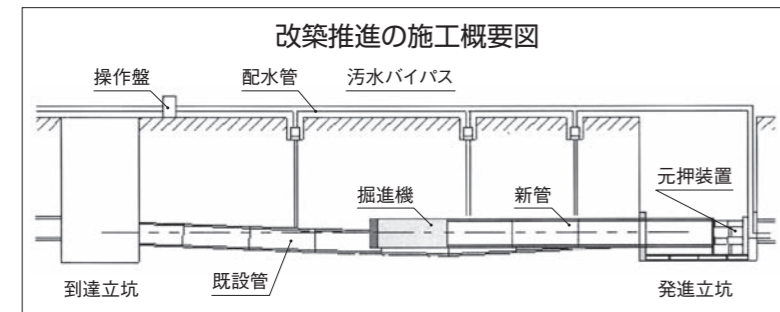 改築推進の施工概要図
操作盤
配水管
汚水バイパス
掘進機
新管
元押装置
到達立坑
既設管
発進立坑